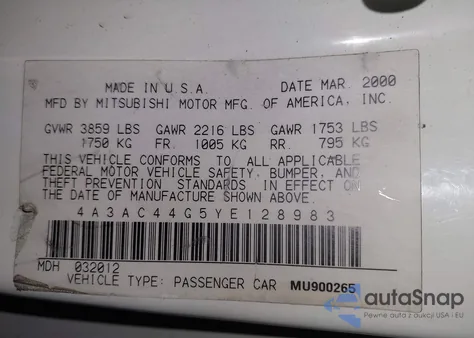 MADE IN U.S.A. DATE MAR. 2000
MFD BY MITSUBISHI MOTOR MFG. OF AMERICA, INC.
GVWR 3859 LBS GAWR 2216 LBS GAWR 1753 LBS
1750 KG FR. 1005 KG RR. 795 KG
THIS VEHICLE CONFORMS TO ALL APPLICABLE
FEDERAL MOTOR VEHICLE SAFETY, BUMPER, AND
THEFT PREVENTION STANDARDS IN EFFECT ON
THE DATE OF MANUFACTURE SHOWN ABOVE.
4A3AC44G5YE128983
MDH 032012
VEHICLE TYPE: PASSENGER CAR MU900265
autoSnap
Pewne auta z aukcji USA i EU